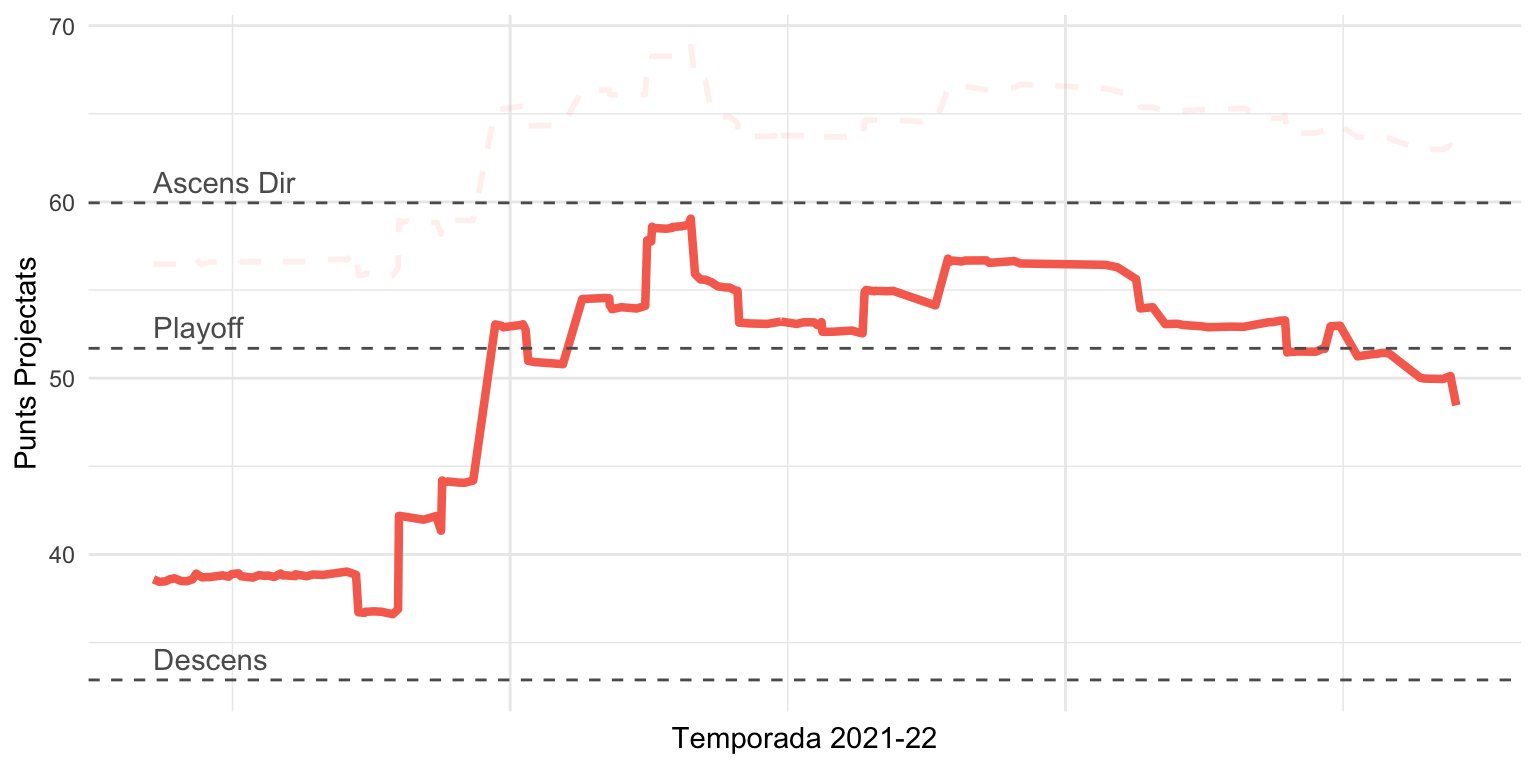 70
60
50
40
Punts Projectats
Ascens Dir
Playoff
Descens
Temporada 2021-22